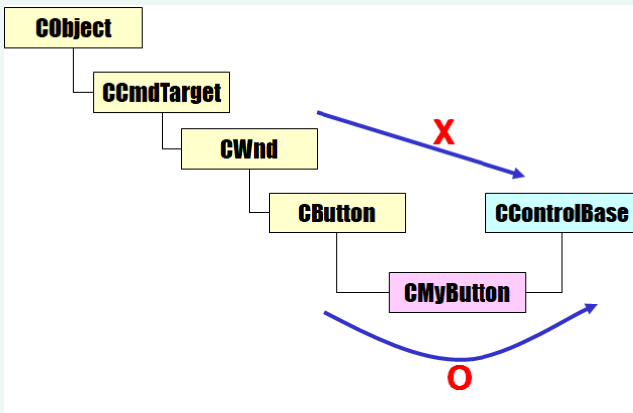 CObject
CCmdTarget
X
CWnd
CButton
CControlBase
CMyButton
O